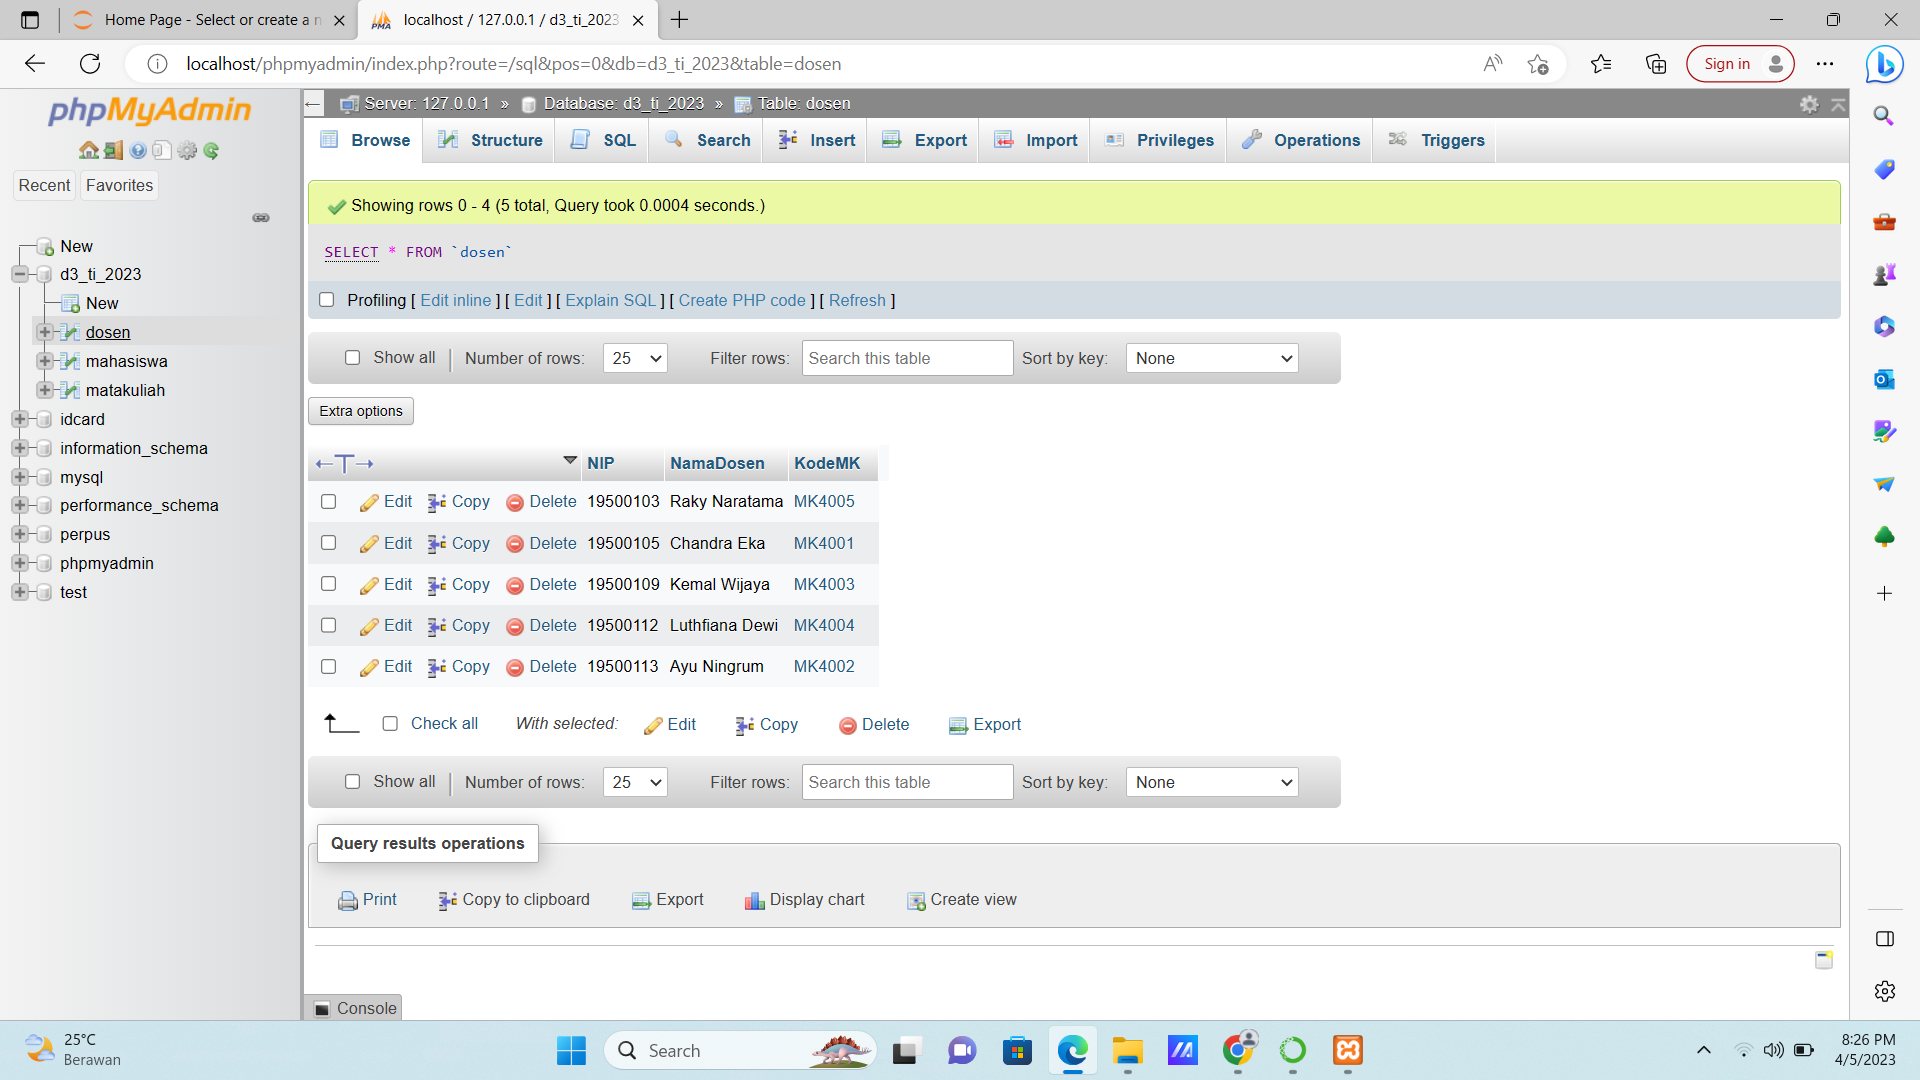 Home Page - Select or create a n
localhost / 127.0.0.1 / d3_ti_2023
localhost/phpmyadmin/index.php?route=/sql&pos=0&db=d3_ti_2023&table=dosen
Sign in
phpMyAdmin
Recent
Favorites
New
d3_ti_2023
New
dosen
mahasiswa
matakuliah
idcard
information_schema
mysql
performance_schema
perpus
phpmyadmin
test
Server: 127.0.0.1 » Database: d3_ti_2023 » Table: dosen
Browse Structure SQL Search Insert Export Import Privileges Operations Triggers
Showing rows 0 - 4 (5 total, Query took 0.0004 seconds.)
SELECT * FROM `dosen`
Profiling [ Edit inline ] [ Edit ] [ Explain SQL ] [ Create PHP code ] [ Refresh ]
Show all | Number of rows: 25 Filter rows: Search this table Sort by key: None
Extra options
←T→ NIP NamaDosen KodeMK
Edit Copy Delete 19500103 Raky Naratama MK4005
Edit Copy Delete 19500105 Chandra Eka MK4001
Edit Copy Delete 19500109 Kemal Wijaya MK4003
Edit Copy Delete 19500112 Luthfiana Dewi MK4004
Edit Copy Delete 19500113 Ayu Ningrum MK4002
Check all With selected: Edit Copy Delete Export
Show all | Number of rows: 25 Filter rows: Search this table Sort by key: None
Query results operations
Print Copy to clipboard Export Display chart Create view
Console
25°C
Berawan
Search
8:26 PM
4/5/2023